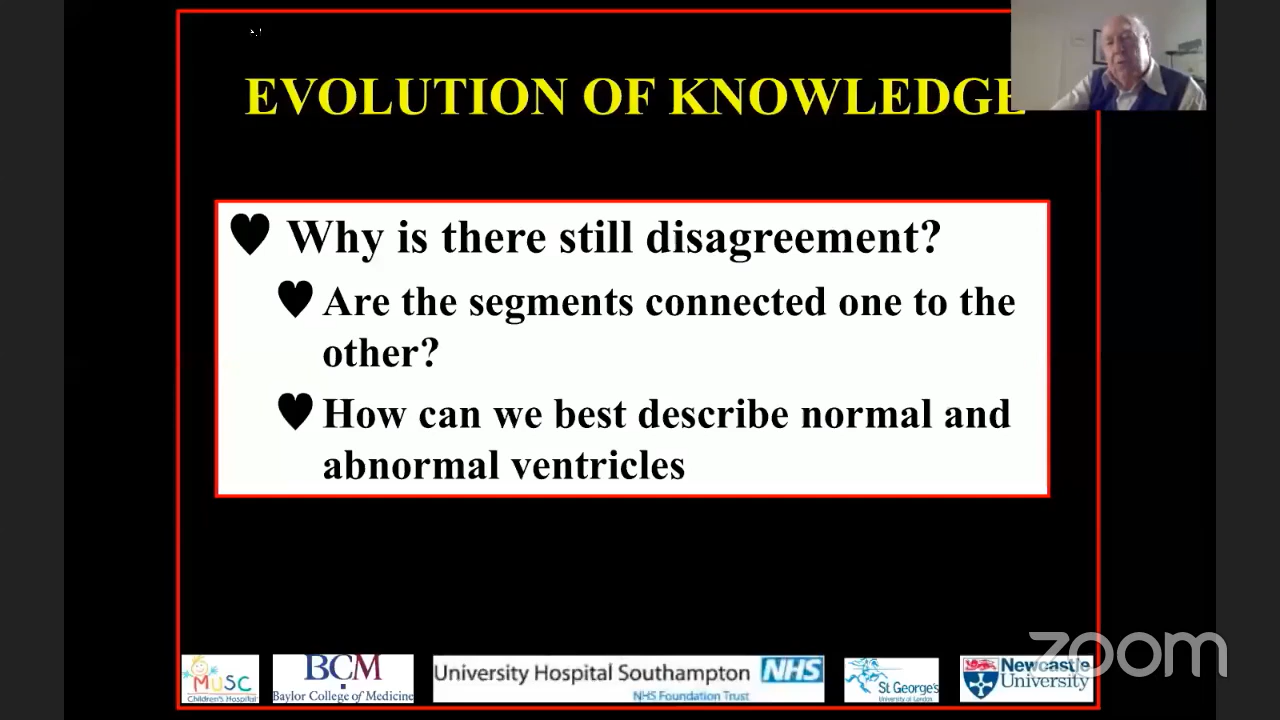 EVOLUTION OF KNOWLEDGE
Why is there still disagreement?
Are the segments connected one to the
other?
How can we best describe normal and
abnormal ventricles
MUSC
Children's Hospital
BCM
Baylor College of Medicine
University Hospital Southampton NHS
NHS Foundation Trust
St George's
University of London
Newcastle
University
zoom